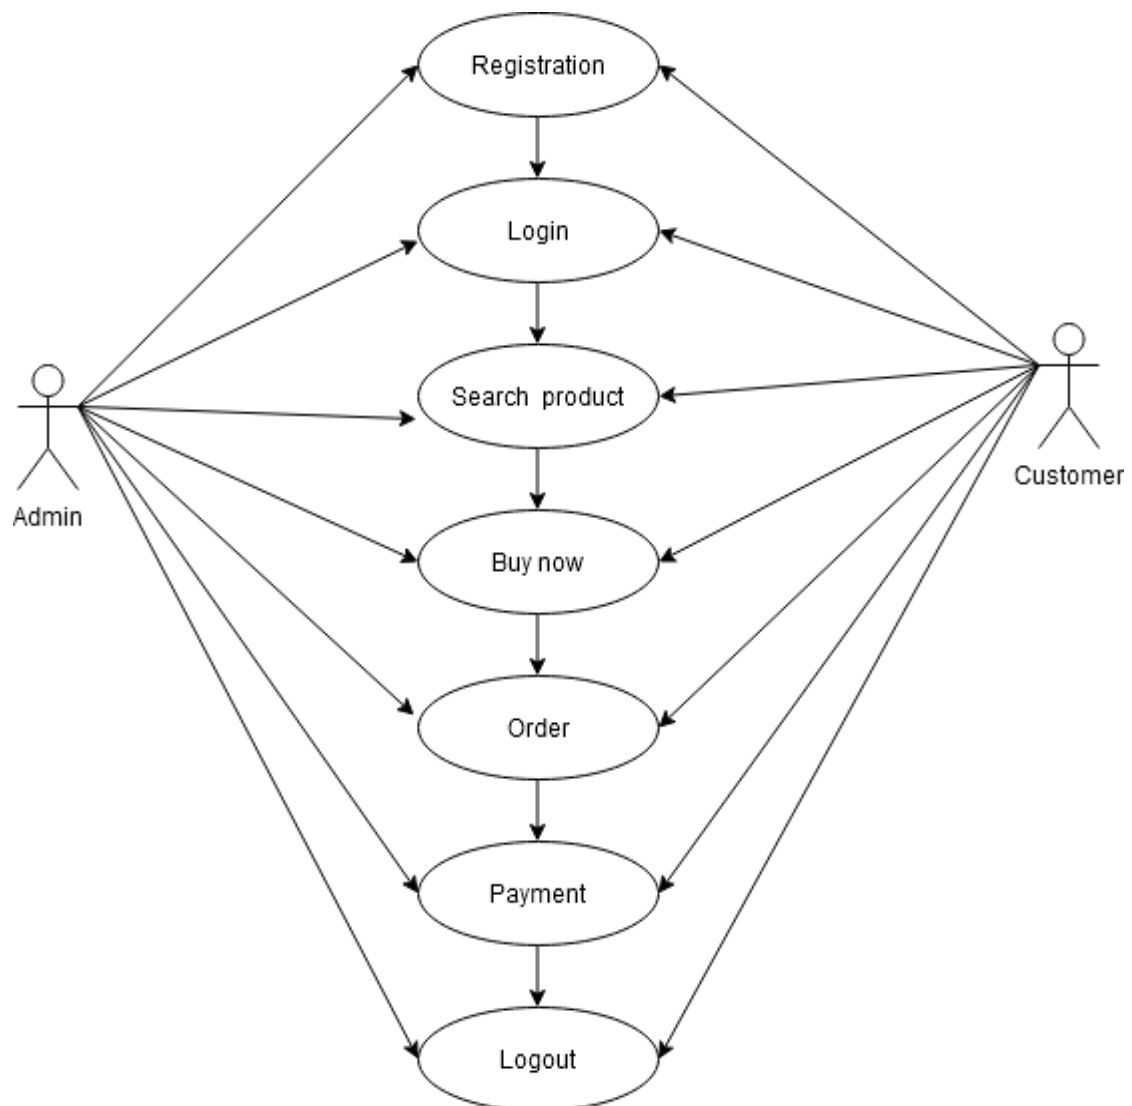 Registration
Login
Search product
Admin
Customer
Buy now
Order
Payment
Logout